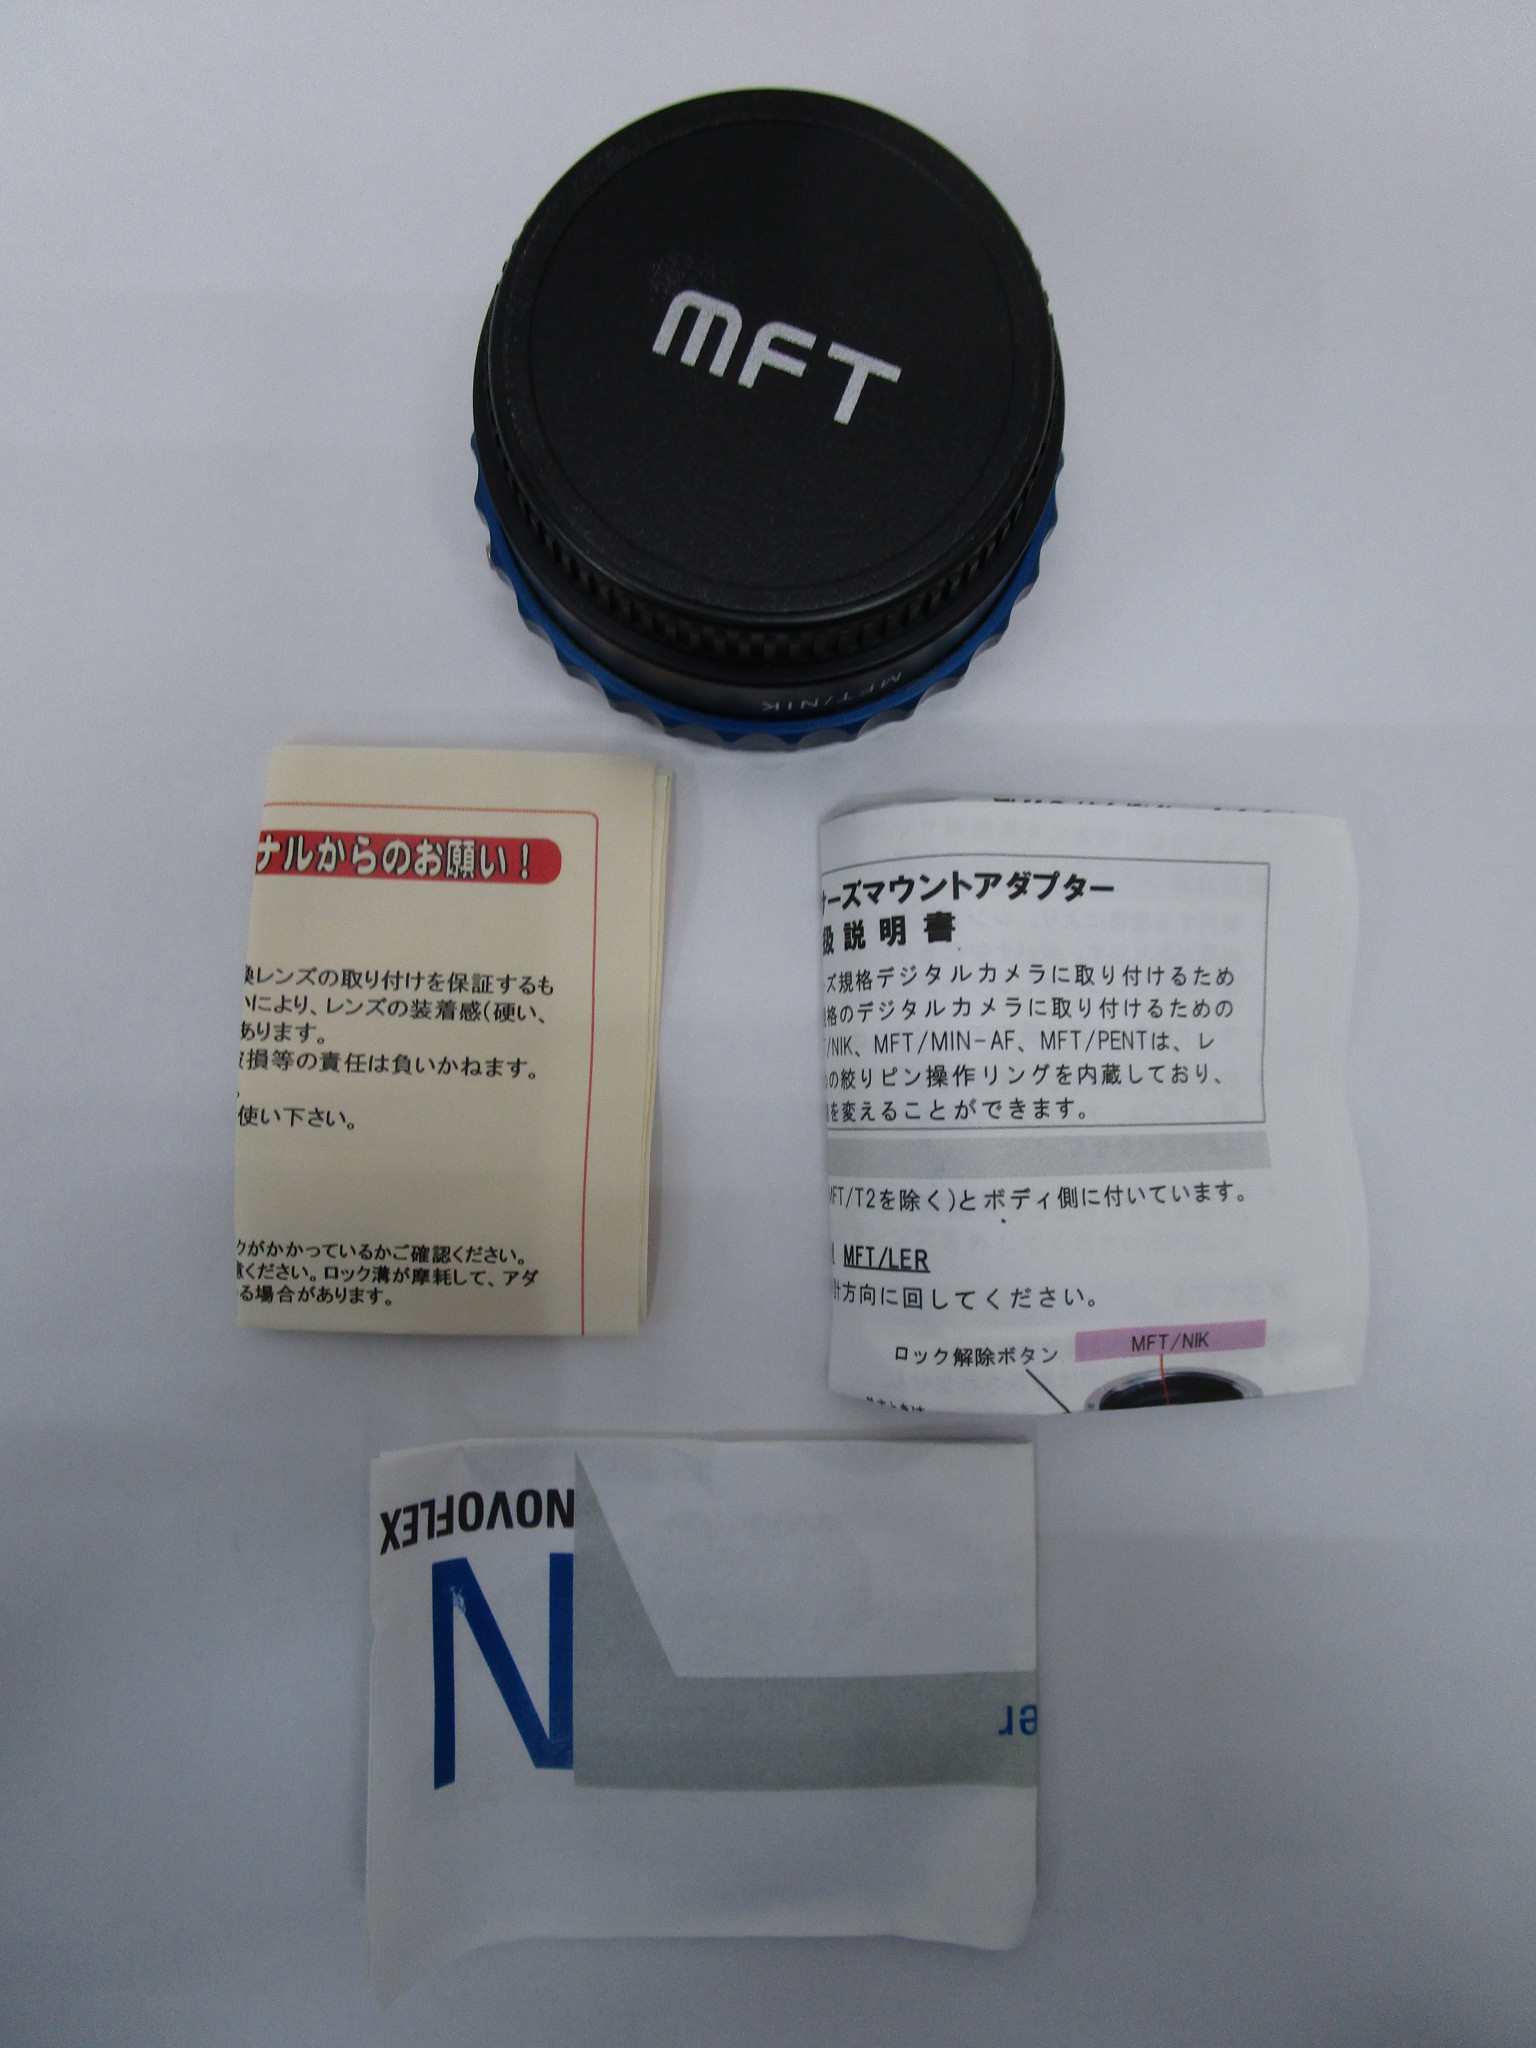 MFT
MFT/NIK
ナルからのお願い！
レンズの取り付けを保証するも
により、レンズの装着感(硬い、
あります。
損等の責任は負いかねます。
使い下さい。
がかかっているかご確認ください。
ください。ロック溝が摩耗して、アダ
る場合があります。
ーズマウントアダプター
扱説明書
ズ規格デジタルカメラに取り付けるため
格のデジタルカメラに取り付けるための
/NIK、MFT/MIN-AF、MFT/PENTは、レ
の絞りピン操作リングを内蔵しており、
を変えることができます。
MFT/T2を除く)とボディ側に付いています。
MFT/LER
計方向に回してください。
ロック解除ボタン
MFT/NIK
NOVOFLEX
N
er